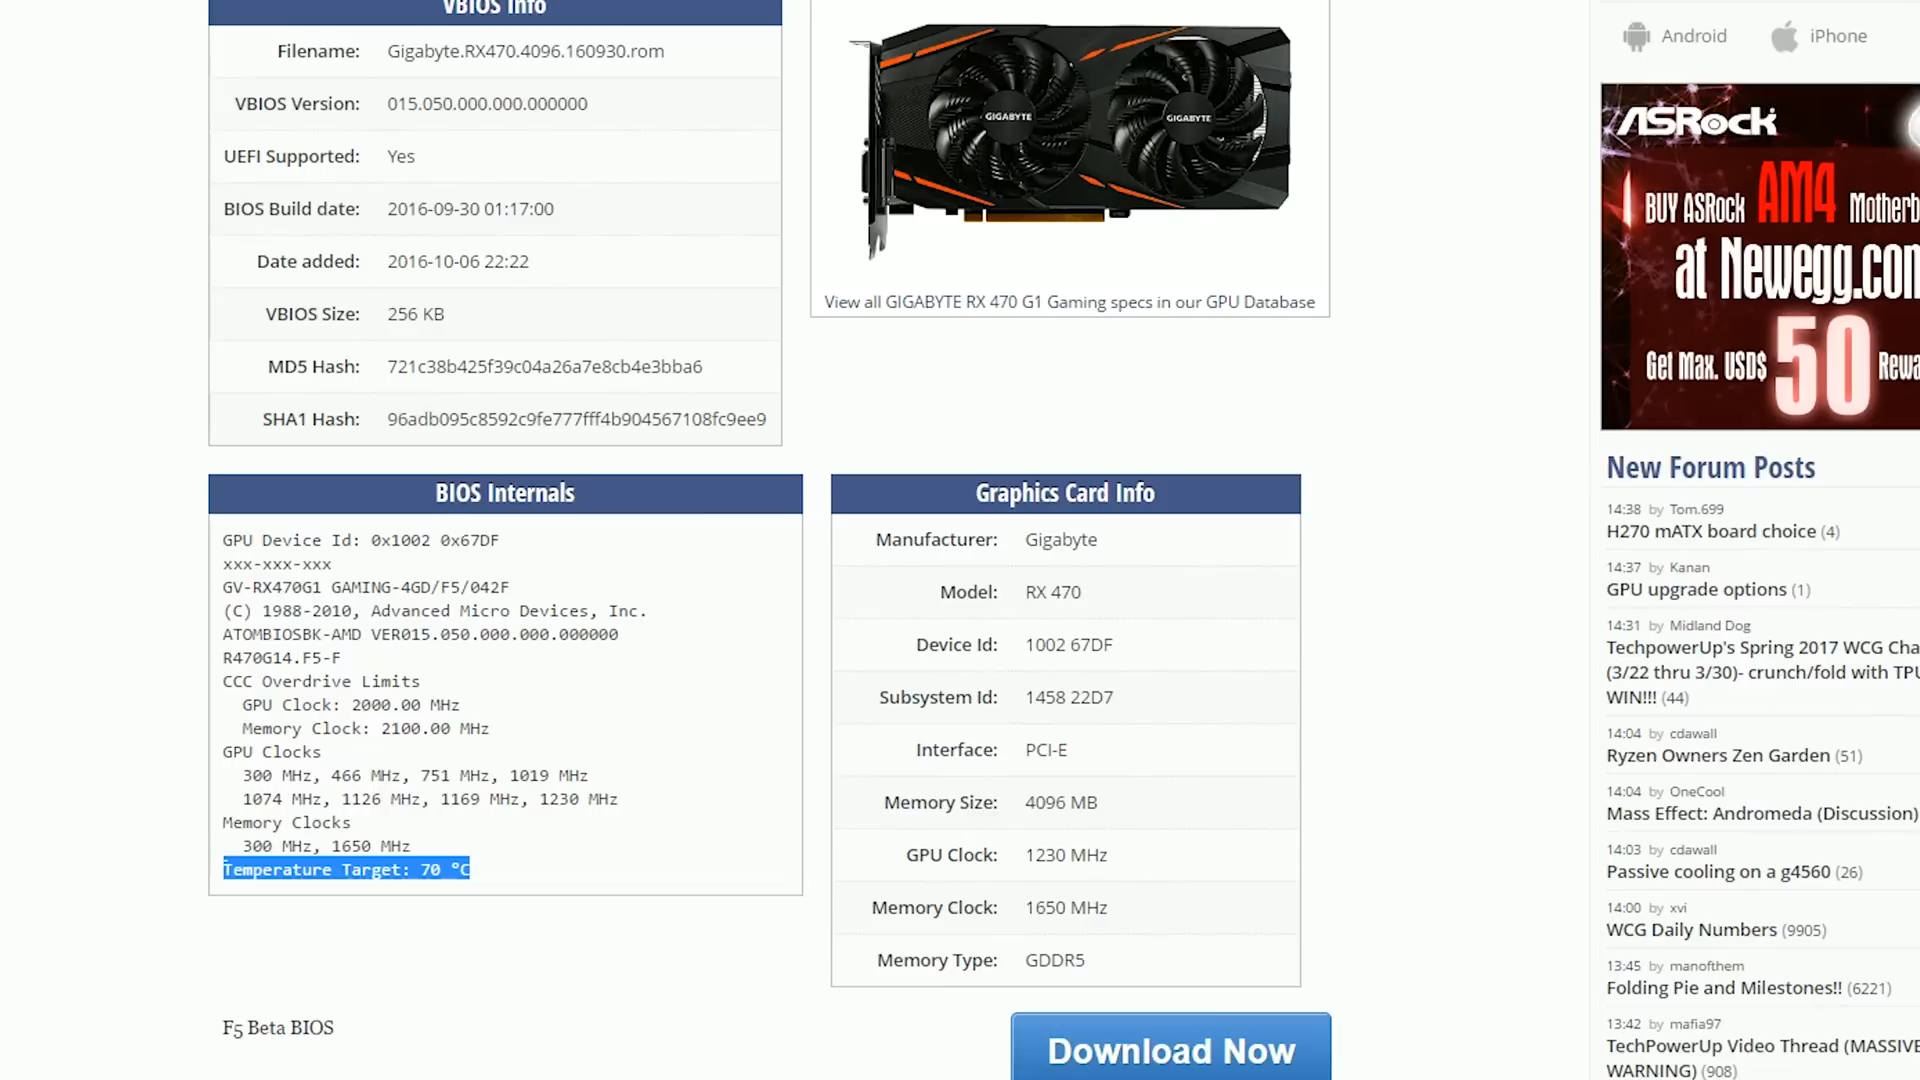 VBIOS Info
Filename: Gigabyte.RX470.4096.160930.rom
VBIOS Version: 015.050.000.000.000000
UEFI Supported: Yes
BIOS Build date: 2016-09-30 01:17:00
Date added: 2016-10-06 22:22
VBIOS Size: 256 KB
MD5 Hash: 721c38b425f39c04a26a7e8cb4e3bba6
SHA1 Hash: 96adb095c8592c9fe777fff4b904567108fc9ee9
GIGABYTE GIGABYTE
View all GIGABYTE RX 470 G1 Gaming specs in our GPU Database
BIOS Internals
GPU Device Id: 0x1002 0x67DF
xxx-xxx-xxx
GV-RX470G1 GAMING-4GD/F5/042F
(C) 1988-2010, Advanced Micro Devices, Inc.
ATOMBIOSBK-AMD VER015.050.000.000.000000
R470G14.F5-F
CCC Overdrive Limits
GPU Clock: 2000.00 MHz
Memory Clock: 2100.00 MHz
GPU Clocks
300 MHz, 466 MHz, 751 MHz, 1019 MHz
1074 MHz, 1126 MHz, 1169 MHz, 1230 MHz
Memory Clocks
300 MHz, 1650 MHz
Temperature Target: 70 °C
Graphics Card Info
Manufacturer: Gigabyte
Model: RX 470
Device Id: 1002 67DF
Subsystem Id: 1458 22D7
Interface: PCI-E
Memory Size: 4096 MB
GPU Clock: 1230 MHz
Memory Clock: 1650 MHz
Memory Type: GDDR5
F5 Beta BIOS
Download Now
Android iPhone
ASRock
BUY ASRock AM4 Motherb
at Newegg.com
Get Max. USD$ 50 Rewa
New Forum Posts
14:38 by Tom.699
H270 mATX board choice (4)
14:37 by Kanan
GPU upgrade options (1)
14:31 by Midland Dog
TechpowerUp's Spring 2017 WCG Cha
(3/22 thru 3/30)- crunch/fold with TPU
WIN!!! (44)
14:04 by cdawall
Ryzen Owners Zen Garden (51)
14:04 by OneCool
Mass Effect: Andromeda (Discussion)
14:03 by cdawall
Passive cooling on a g4560 (26)
14:00 by xvi
WCG Daily Numbers (9905)
13:45 by manofthem
Folding Pie and Milestones!! (6221)
13:42 by mafia97
TechPowerUp Video Thread (MASSIVE
WARNING) (908)